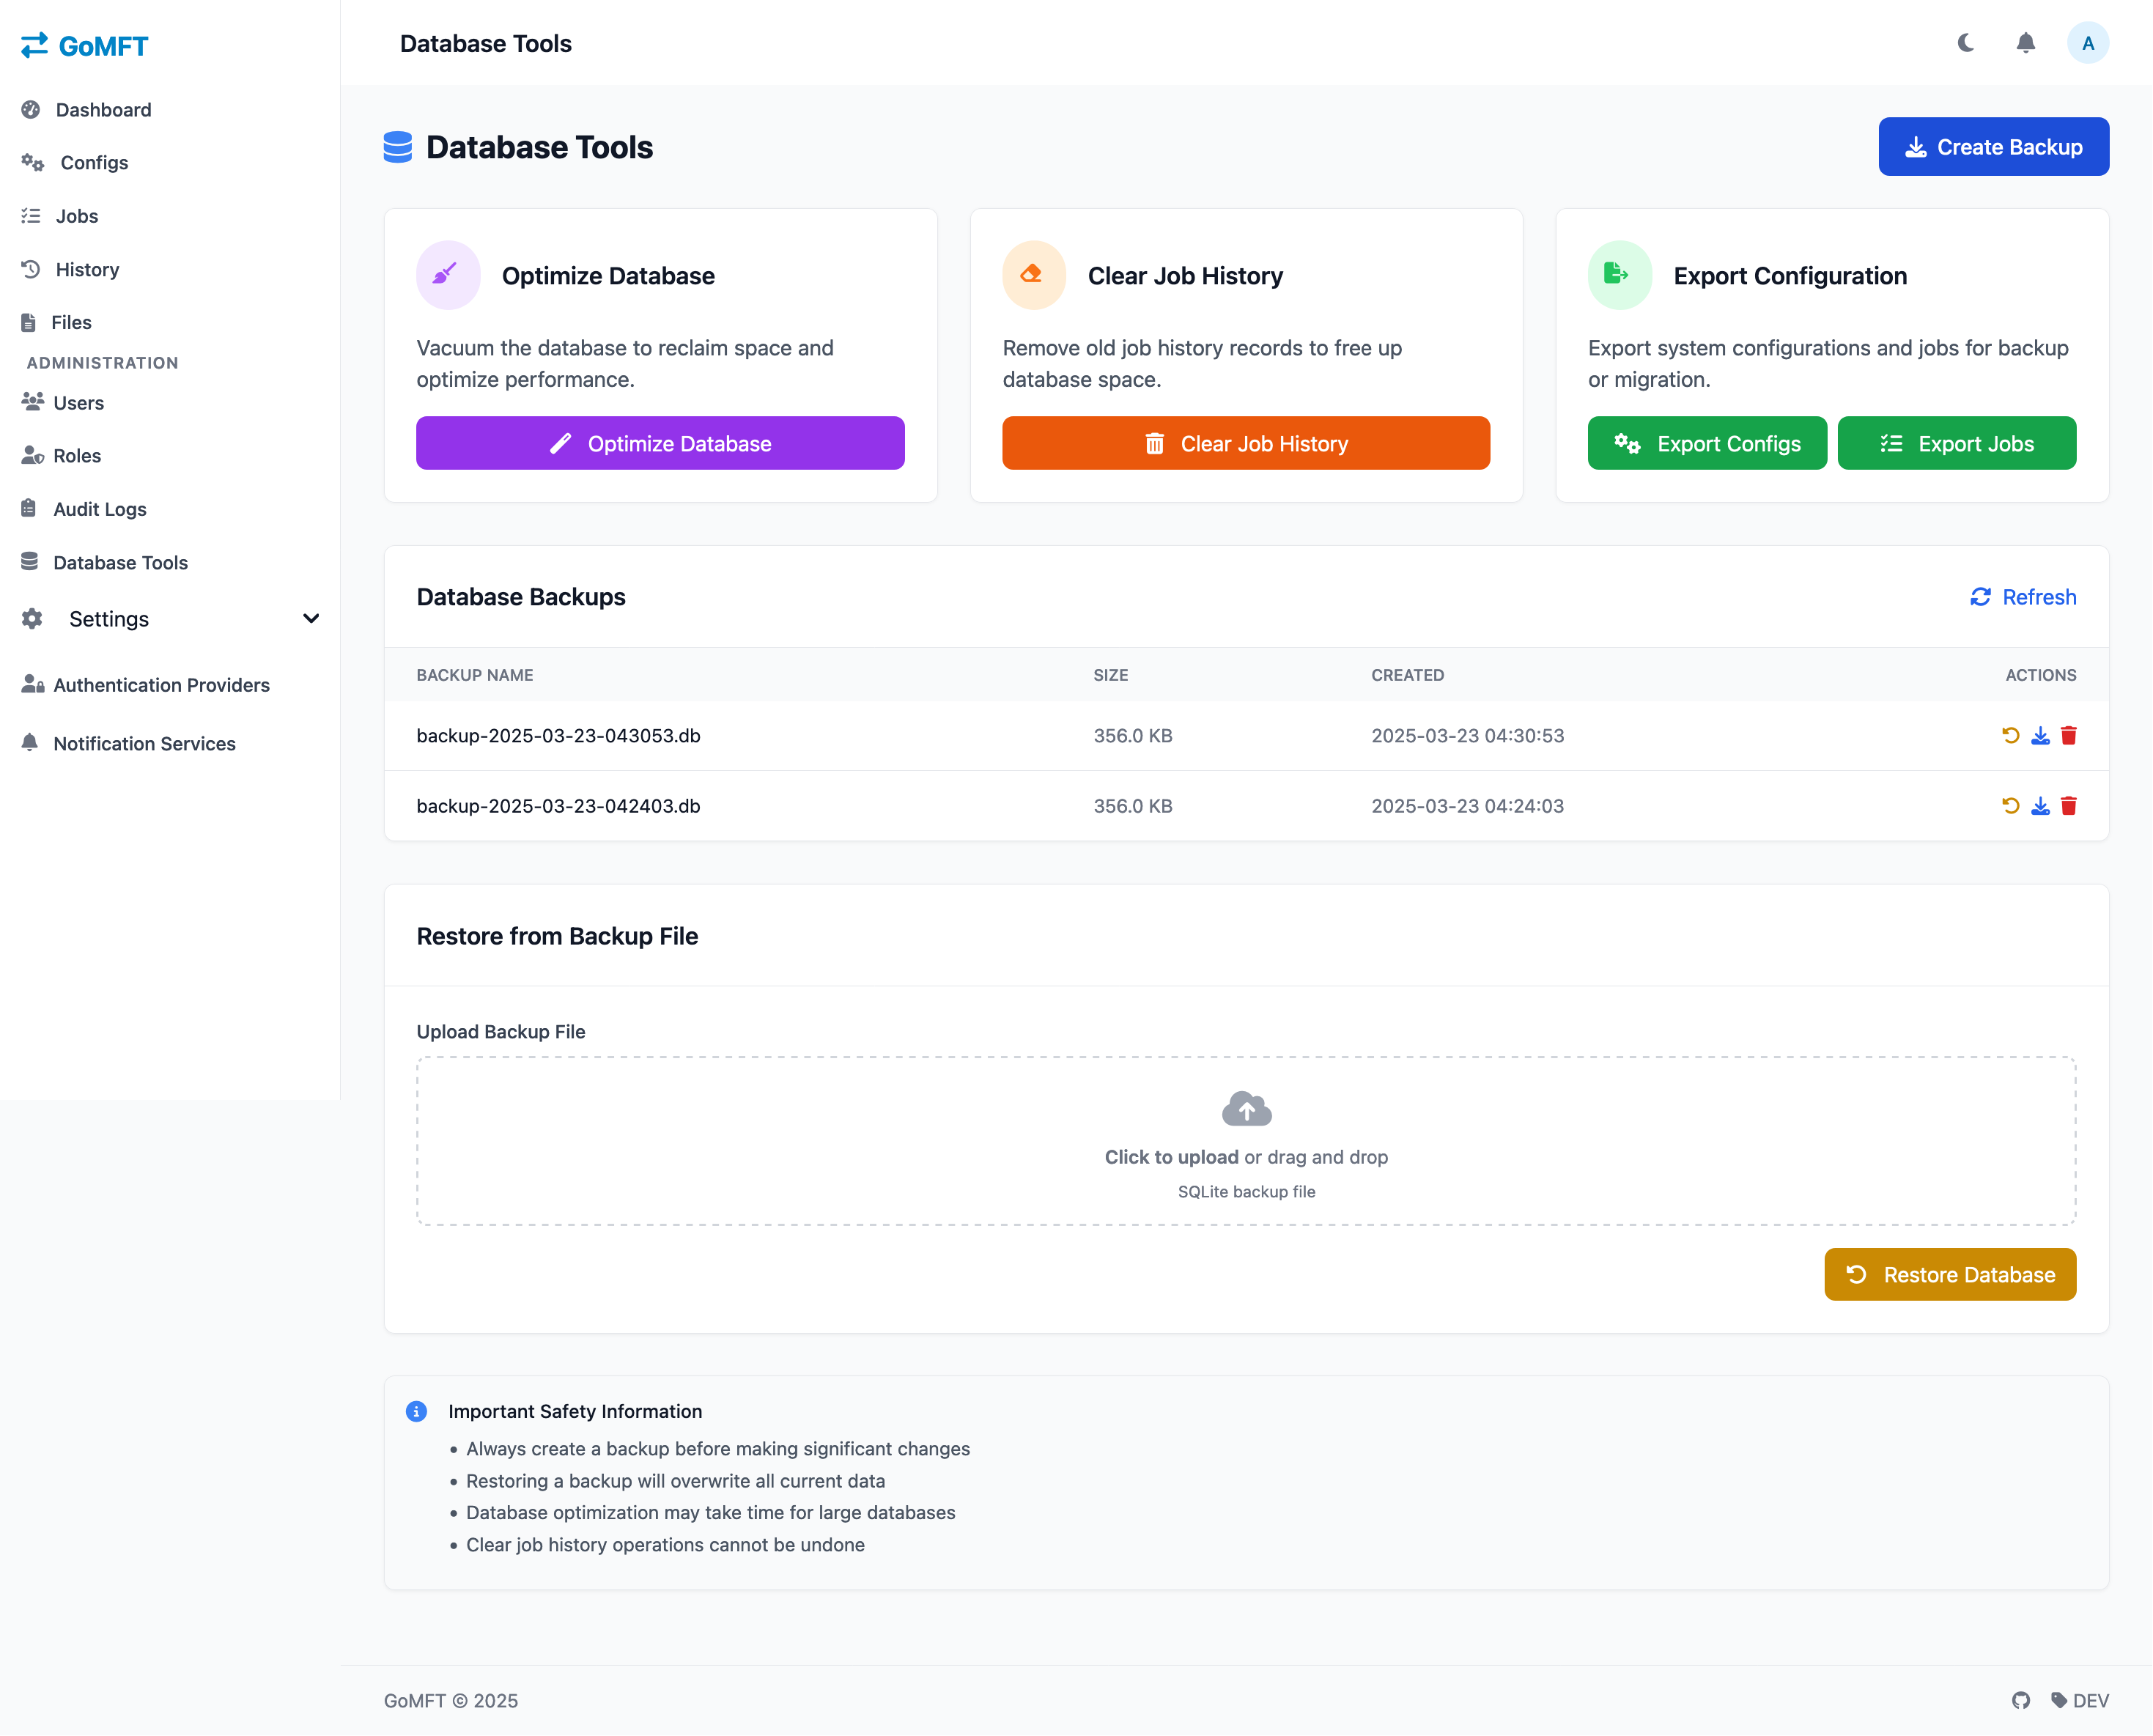 GoMFT
Dashboard
Configs
Jobs
History
Files
ADMINISTRATION
Users
Roles
Audit Logs
Database Tools
Settings
Authentication Providers
Notification Services
Database Tools
A
Database Tools
Create Backup
Optimize Database
Vacuum the database to reclaim space and
optimize performance.
Optimize Database
Clear Job History
Remove old job history records to free up
database space.
Clear Job History
Export Configuration
Export system configurations and jobs for backup
or migration.
Export Configs
Export Jobs
Database Backups
Refresh
BACKUP NAME SIZE CREATED ACTIONS
backup-2025-03-23-043053.db 356.0 KB 2025-03-23 04:30:53
backup-2025-03-23-042403.db 356.0 KB 2025-03-23 04:24:03
Restore from Backup File
Upload Backup File
Click to upload or drag and drop
SQLite backup file
Restore Database
Important Safety Information
• Always create a backup before making significant changes
• Restoring a backup will overwrite all current data
• Database optimization may take time for large databases
• Clear job history operations cannot be undone
GoMFT © 2025
DEV